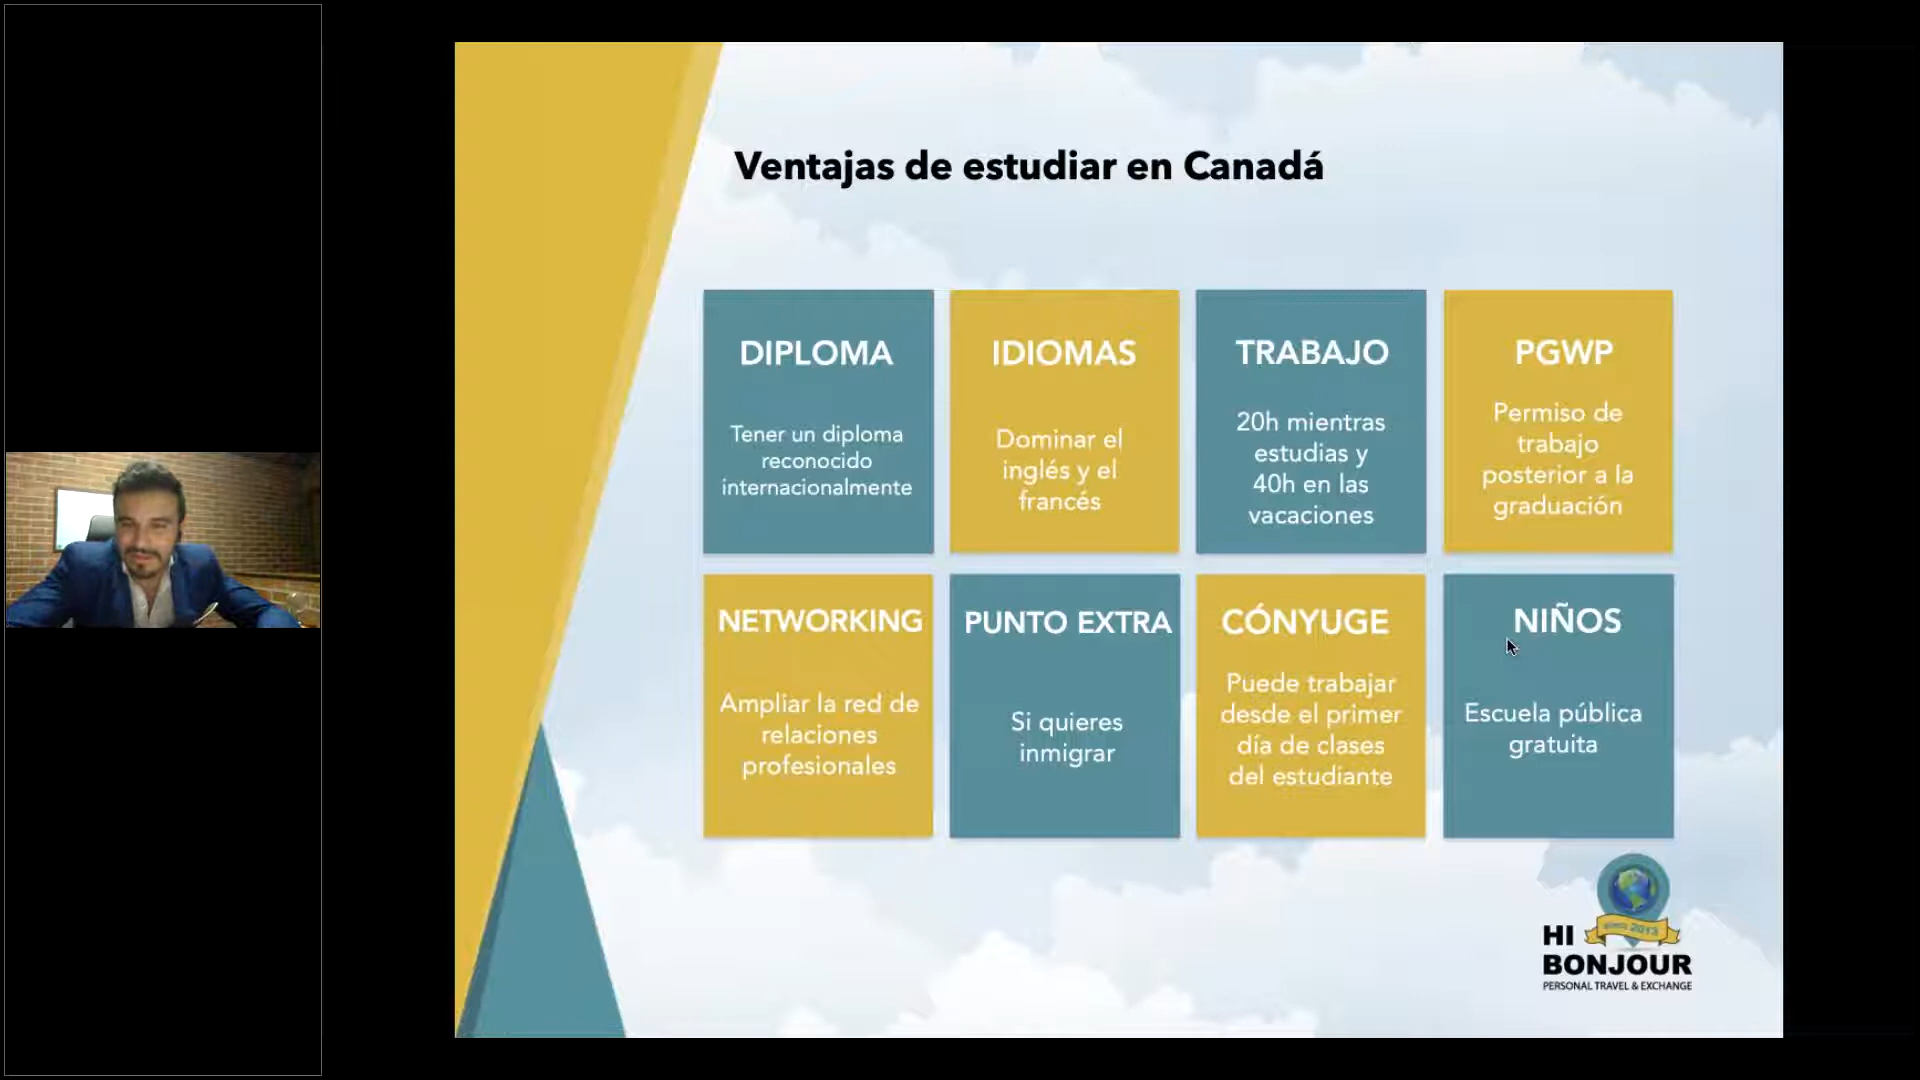 Ventajas de estudiar en Canadá
DIPLOMA
Tener un diploma
reconocido
internacionalmente
IDIOMAS
Dominar el
inglés y el
francés
TRABAJO
20h mientras
estudias y
40h en las
vacaciones
PGWP
Permiso de
trabajo
posterior a la
graduación
NETWORKING
Ampliar la red de
relaciones
profesionales
PUNTO EXTRA
Si quieres
inmigrar
CÓNYUGE
Puede trabajar
desde el primer
día de clases
del estudiante
NIÑOS
Escuela pública
gratuita
since 2013
HI
BONJOUR
PERSONAL TRAVEL & EXCHANGE